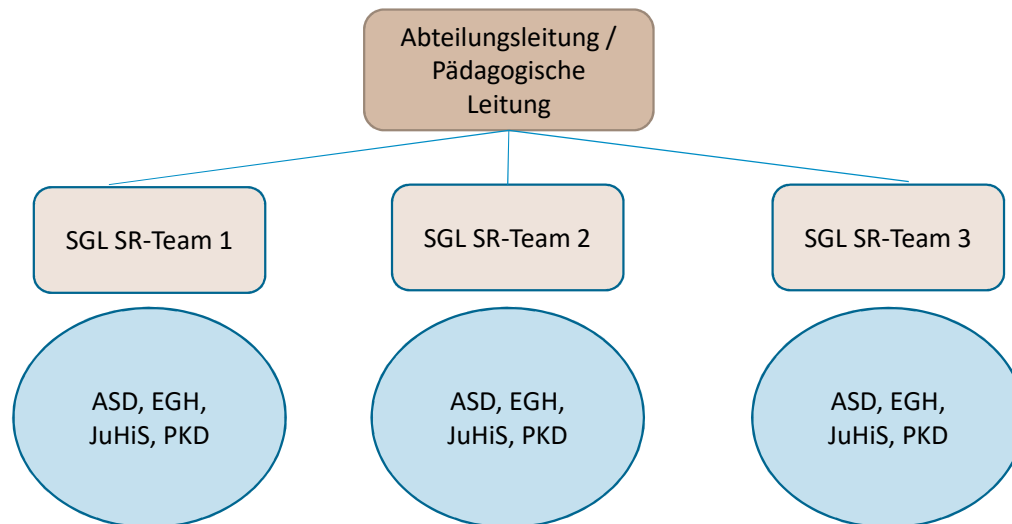 Abteilungsleitung /
Pädagogische
Leitung
SGL SR-Team 1
SGL SR-Team 2
SGL SR-Team 3
ASD, EGH,
JuHiS, PKD
ASD, EGH,
JuHiS, PKD
ASD, EGH,
JuHiS, PKD